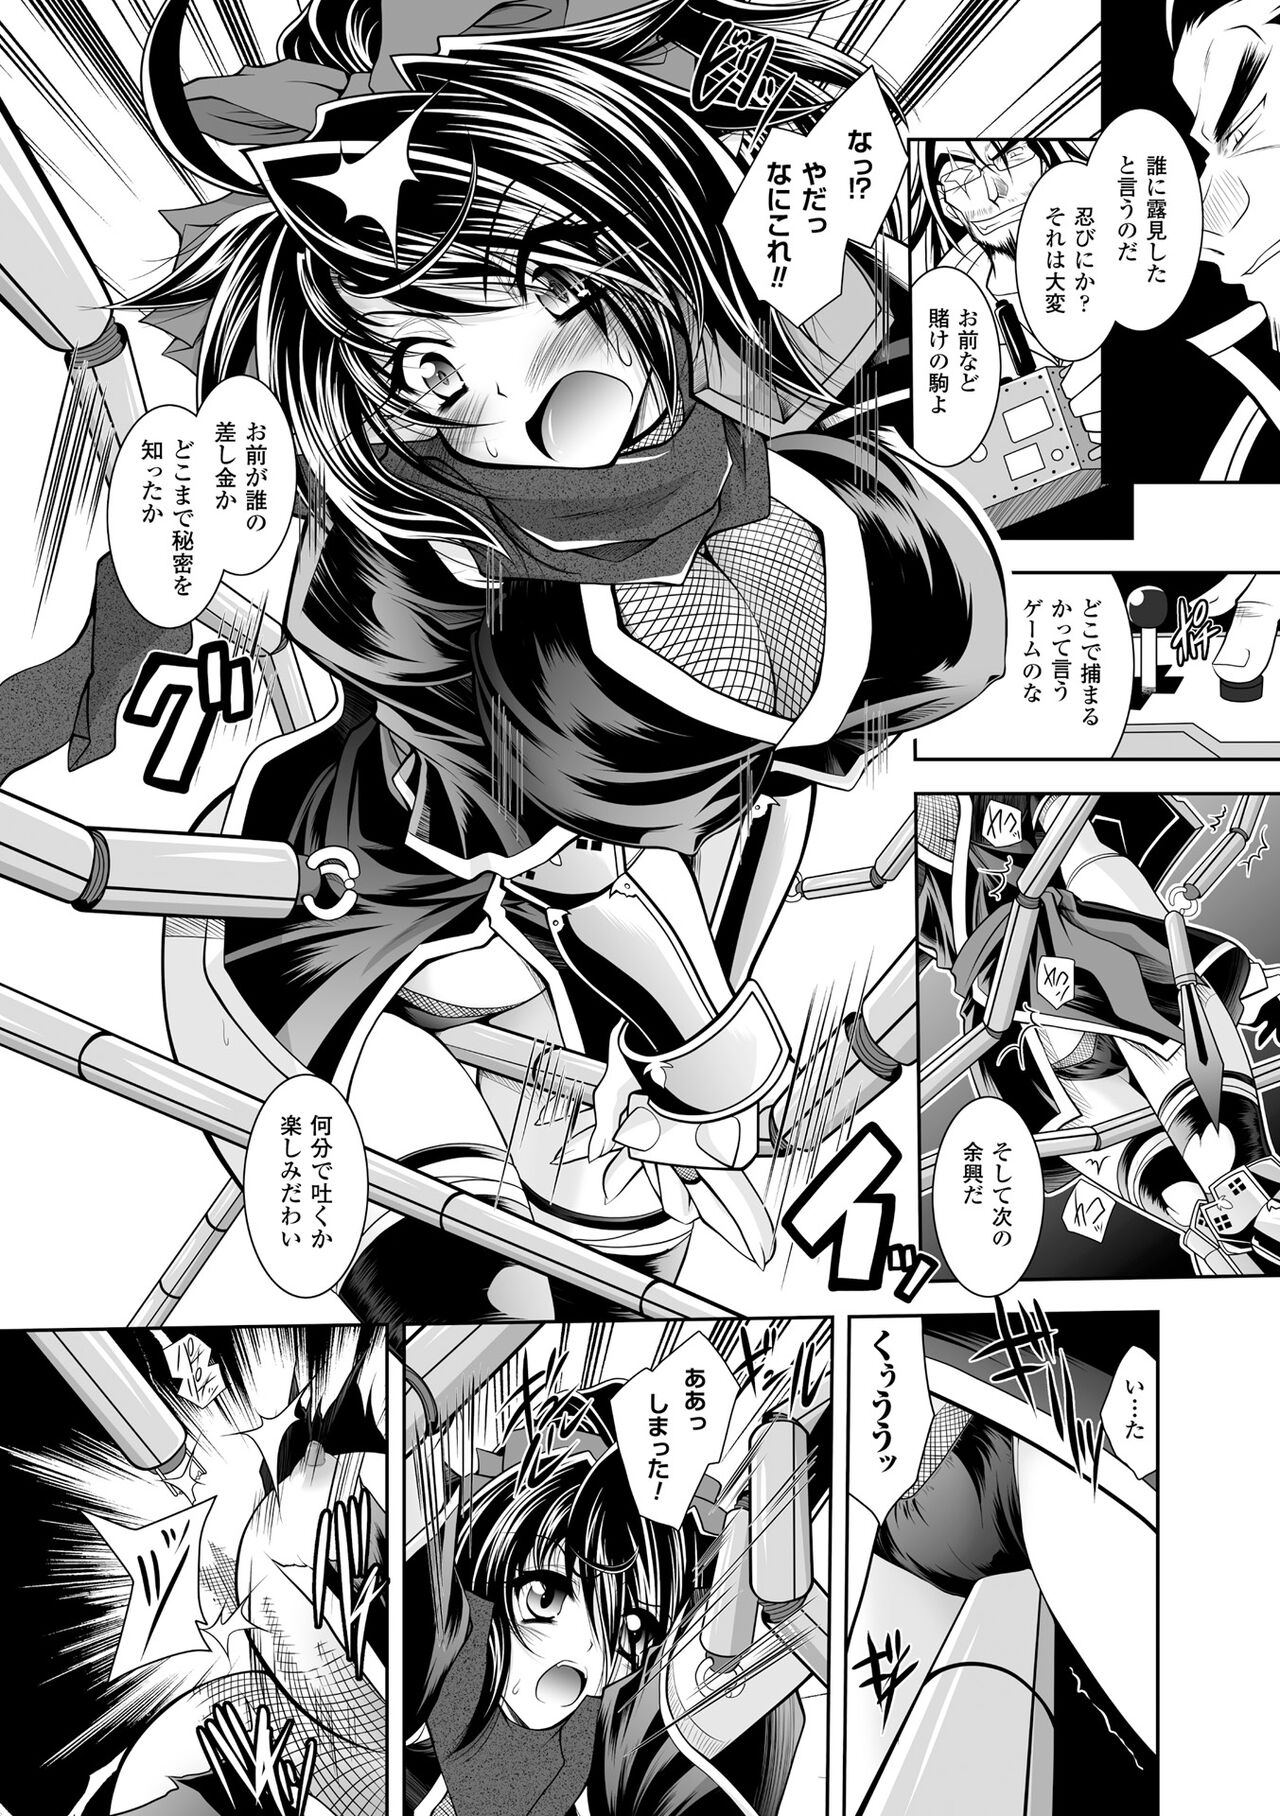 誰に露見した
と言うのだ
忍びにか?
それは大変
お前など
賭けの駒よ
なっ!?
やだっ
なにこれ!!
どこで捕まる
かって言う
ゲームのな
お前が誰の
差し金か
どこまで秘密を
知ったか
グ
イッ
そして次の
余興だ
何分で吐くか
楽しみだわい
い…た
くぅううッ
ああっ
しまった!
ビッ